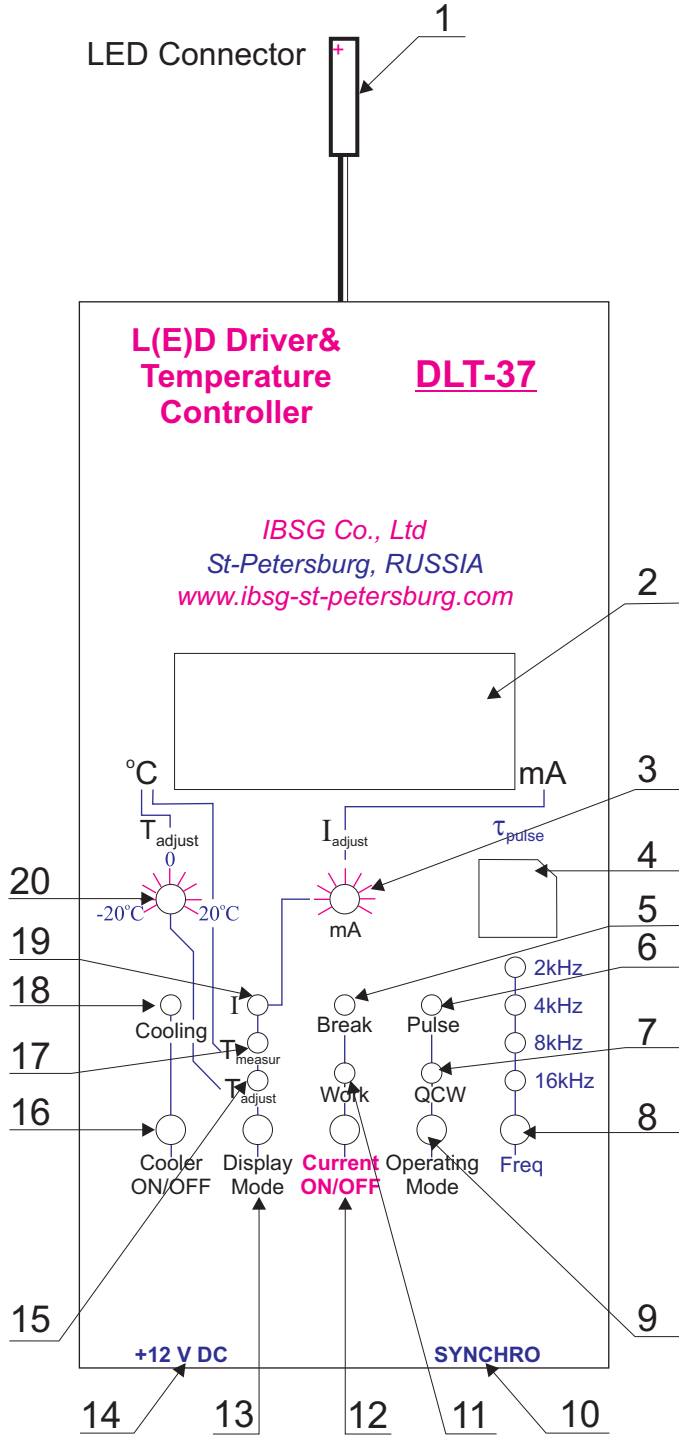 1
LED Connector
+
L(E)D Driver&
Temperature
Controller
DLT-37
IBSG Co., Ltd
St-Petersburg, RUSSIA
www.ibsg-st-petersburg.com
2
°C
mA
3
Tadjust
Iadjust
τpulse
0
4
20
-20°C
20°C
mA
5
19
2kHz
6
18
I
4kHz
Cooling
Break
Pulse
17
8kHz
7
Tmeasur
16kHz
Tadjust
Work
QCW
16
8
Cooler
ON/OFF
Display
Mode
Current
ON/OFF
Operating
Mode
Freq
15
9
+12 V DC
SYNCHRO
14
13
12
11
10